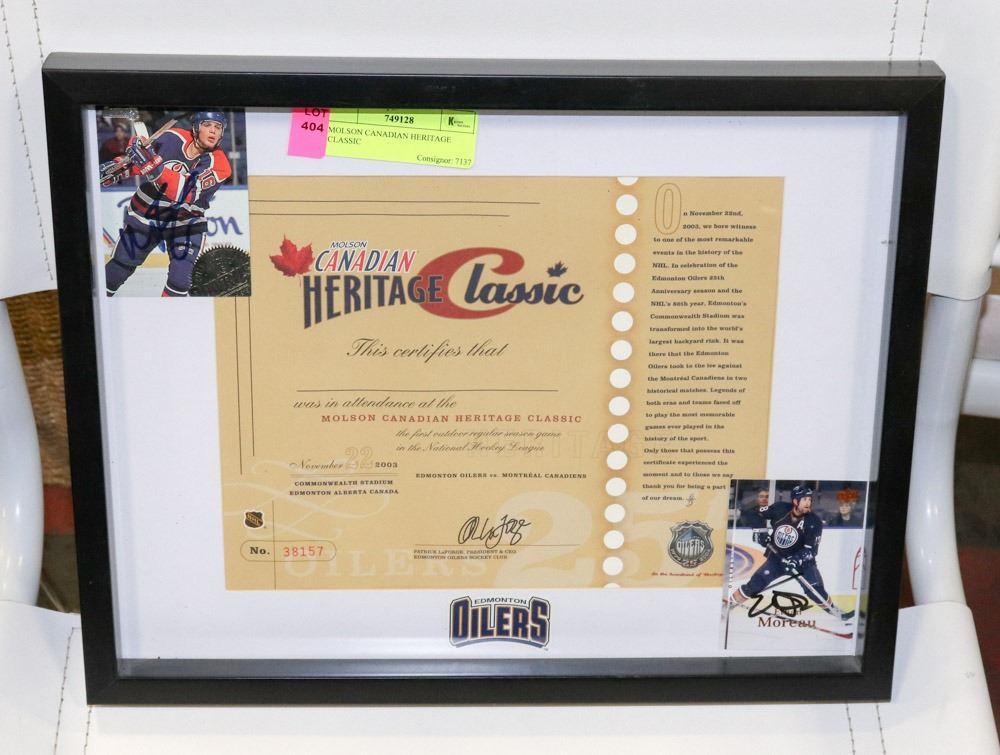 LOT
404
749128
MOLSON CANADIAN HERITAGE
CLASSIC
Consignor: 7137
MOLSON
CANADIAN
HERITAGE Classic
This certifies that
was in attendance at the
MOLSON CANADIAN HERITAGE CLASSIC
the first outdoor regular season game
in the National Hockey League
November 22 2003
COMMONWEALTH STADIUM
EDMONTON ALBERTA CANADA
EDMONTON OILERS vs. MONTRÉAL CANADIENS
NHL
No. 38157
PATRICK LAFORGE, PRESIDENT & CEO
EDMONTON OILERS HOCKEY CLUB
OILERS 25
On November 22nd,
2003, we bore witness
to one of the most remarkable
events in the history of the
NHL. In celebration of the
Edmonton Oilers 25th
Anniversary season and the
NHL's 86th year, Edmonton's
Commonwealth Stadium was
transformed into the world's
largest backyard rink. It was
there that the Edmonton
Oilers took to the ice against
the Montréal Canadiens in two
historical matches. Legends of
both eras and teams faced off
to play the most memorable
games ever played in the
history of the sport.
Only those that possess this
certificate experienced the
moment and to those we say
thank you for being a part
of our dream.
OILERS
25
EDMONTON
OILERS
Moreau